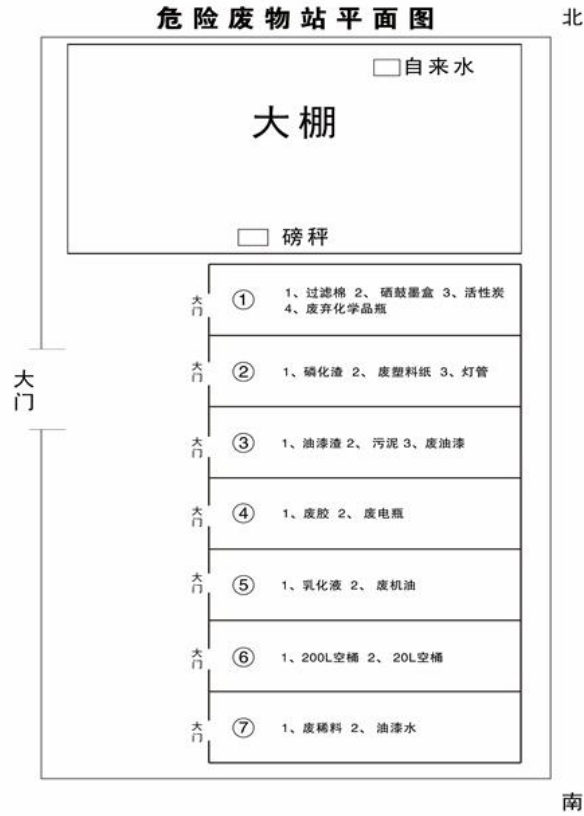 危险废物站平面图
北
自来水
大棚
磅秤
大门
① 1、过滤棉 2、硒鼓墨盒 3、活性炭
4、废弃化学品瓶
大门
② 1、磷化渣 2、废塑料纸 3、灯管
大门
大门
③ 1、油漆渣 2、污泥 3、废油漆
大门
④ 1、废胶 2、废电瓶
大门
⑤ 1、乳化液 2、废机油
大门
⑥ 1、200L空桶 2、20L空桶
大门
⑦ 1、废稀料 2、油漆水
南